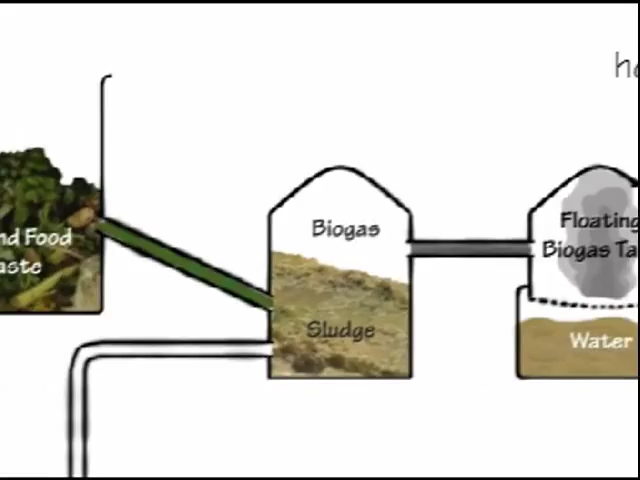 Biogas
Floating
Biogas Ta
nd Food
aste
Sludge
Water